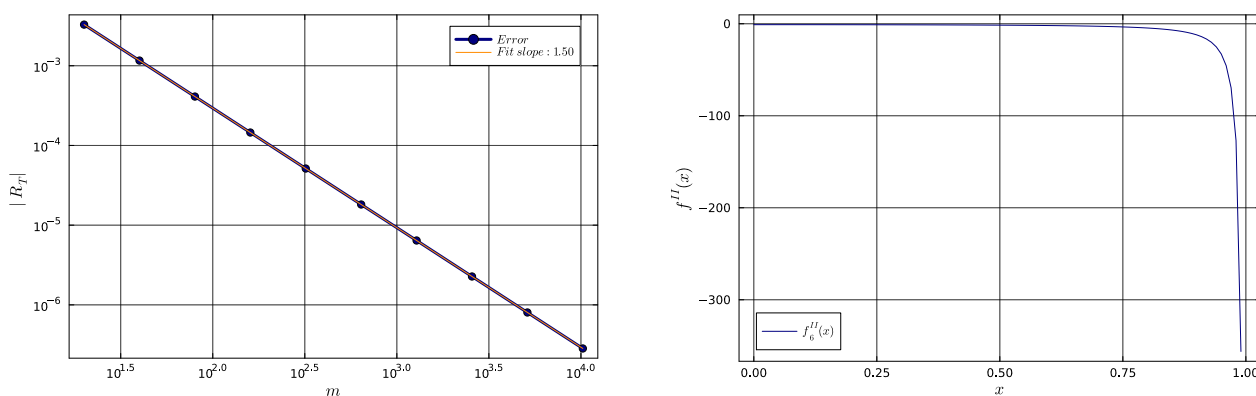 10⁻³
10⁻⁴
10⁻⁵
10⁻⁶
| R_T |
10^1.5
10^2.0
10^2.5
10^3.0
10^3.5
10^4.0
m
Error
Fit slope : 1.50
0
−100
−200
−300
f^{II}(x)
0.00
0.25
0.50
0.75
1.00
x
f_6^{II}(x)